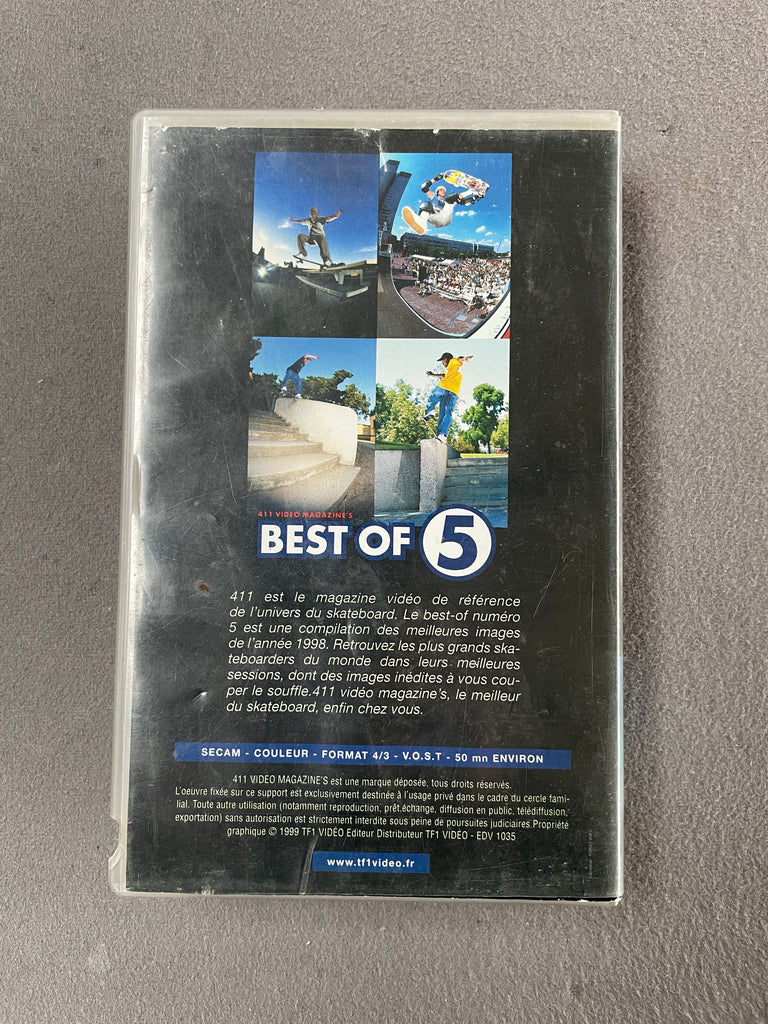 411 VIDEO MAGAZINE'S
BEST OF 5
411 est le magazine vidéo de référence
de l'univers du skateboard. Le best-of numéro
5 est une compilation des meilleures images
de l'année 1998. Retrouvez les plus grands ska-
teboarders du monde dans leurs meilleures
sessions, dont des images inédites à vous cou-
per le souffle.411 vidéo magazine's, le meilleur
du skateboard, enfin chez vous.
SECAM - COULEUR - FORMAT 4/3 - V.O.S.T - 50 mn ENVIRON
411 VIDEO MAGAZINE'S est une marque déposée, tous droits réservés.
L'oeuvre fixée sur ce support est exclusivement destinée à l'usage privé dans le cadre du cercle fami-
lial. Toute autre utilisation (notamment reproduction, prêt,échange, diffusion en public, télédiffusion,
exportation) sans autorisation est strictement interdite sous peine de poursuites judiciaires.Propriété
graphique © 1999 TF1 VIDÉO Editeur Distributeur TF1 VIDÉO - EDV 1035
www.tf1video.fr